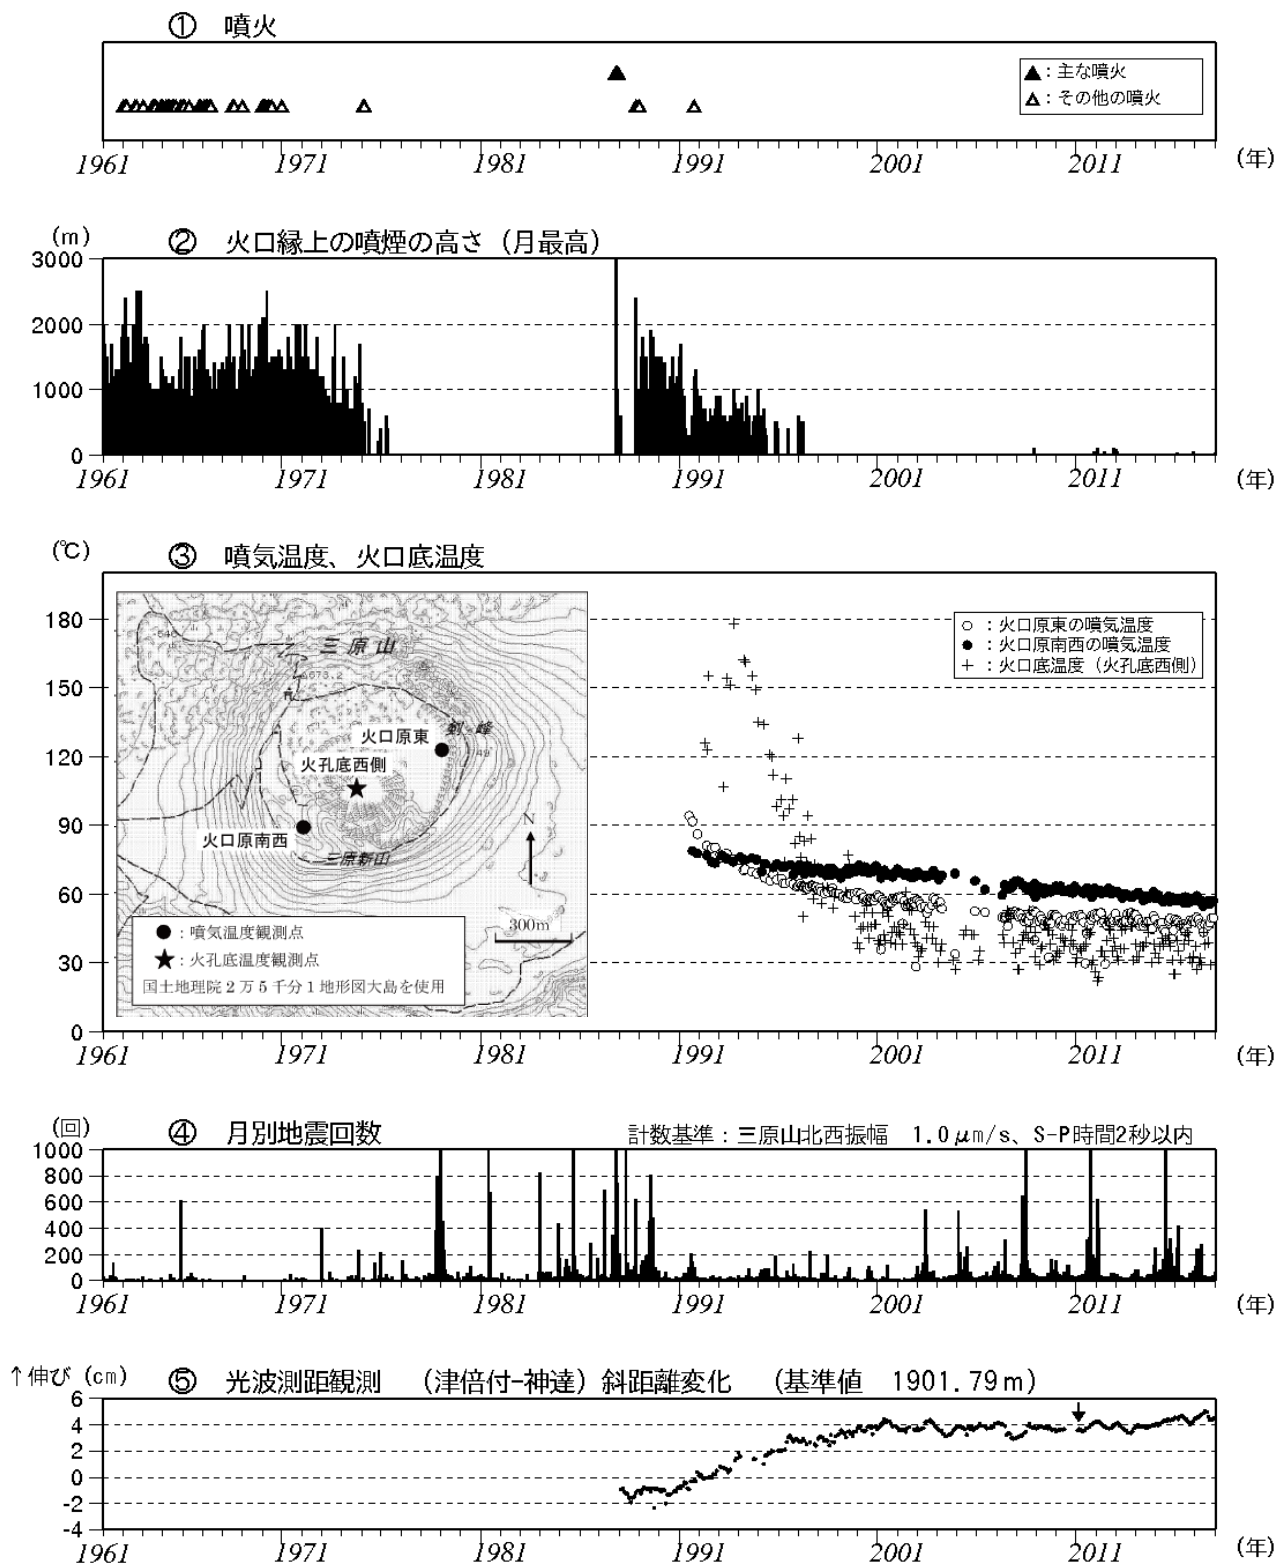 ① 噴火
▲：主な噴火
△：その他の噴火
1961 1971 1981 1991 2001 2011 (年)
(m) ② 火口縁上の噴煙の高さ（月最高）
3000
2000
1000
0
1961 1971 1981 1991 2001 2011 (年)
(℃) ③ 噴気温度、火口底温度
180
150
120
90
60
30
0
○：火口原東の噴気温度
●：火口原南西の噴気温度
＋：火口底温度（火孔底西側）
三原山
673.2
剣ヶ峰
火口原東
火孔底西側
火口原南西
三原新山
N
300m
●：噴気温度観測点
★：火孔底温度観測点
国土地理院２万５千分１地形図大島を使用
1961 1971 1981 1991 2001 2011 (年)
(回) ④ 月別地震回数 計数基準：三原山北西振幅 1.0μm/s、S-P時間2秒以内
1000
800
600
400
200
0
1961 1971 1981 1991 2001 2011 (年)
↑伸び (cm) ⑤ 光波測距観測 （津倍付-神達）斜距離変化 （基準値 1901.79m）
6
4
2
0
-2
-4
1961 1971 1981 1991 2001 2011 (年)